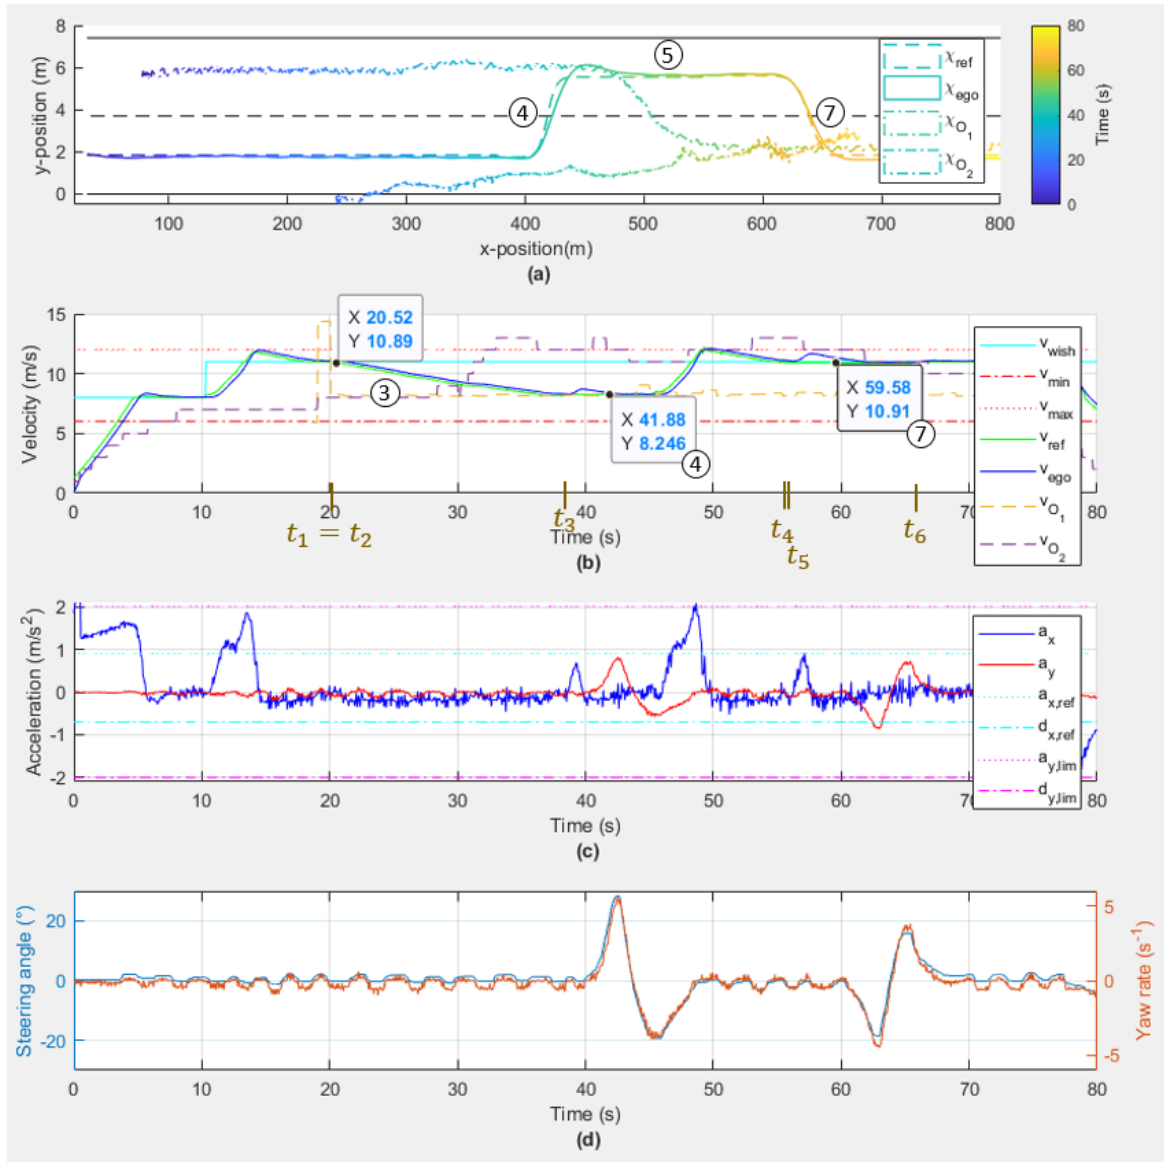 8
6
4
2
0
y-position (m)
100
200
300
400
500
600
700
800
x-position(m)
(a)
④
⑤
⑦
χref
χego
χO1
χO2
80
60
40
20
0
Time (s)
15
10
5
0
Velocity (m/s)
X 20.52
Y 10.89
③
X 41.88
Y 8.246
④
X 59.58
Y 10.91
⑦
vwish
vmin
vmax
vref
vego
vO1
vO2
0
20
30
40
50
60
70
80
t1 = t2
t3
t4
t5
t6
Time (s)
(b)
2
1
0
-1
-2
Acceleration (m/s²)
ax
ay
ax,ref
dx,ref
ay,lim
dy,lim
0
10
20
30
40
50
60
70
80
Time (s)
(c)
20
0
-20
Steering angle (°)
5
0
-5
Yaw rate (s⁻¹)
0
10
20
30
40
50
60
70
80
Time (s)
(d)